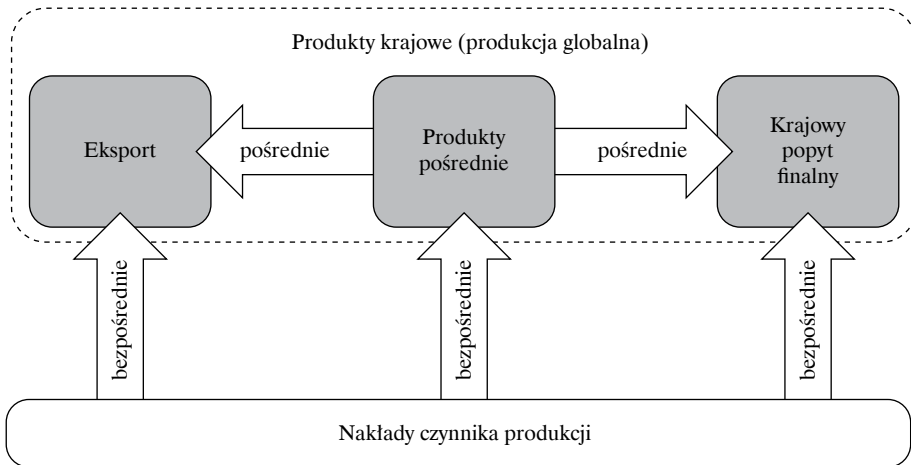 Produkty krajowe (produkcja globalna)
Eksport
pośrednie
Produkty
pośrednie
pośrednie
Krajowy
popyt
finalny
bezpośrednie
bezpośrednie
bezpośrednie
Nakłady czynnika produkcji